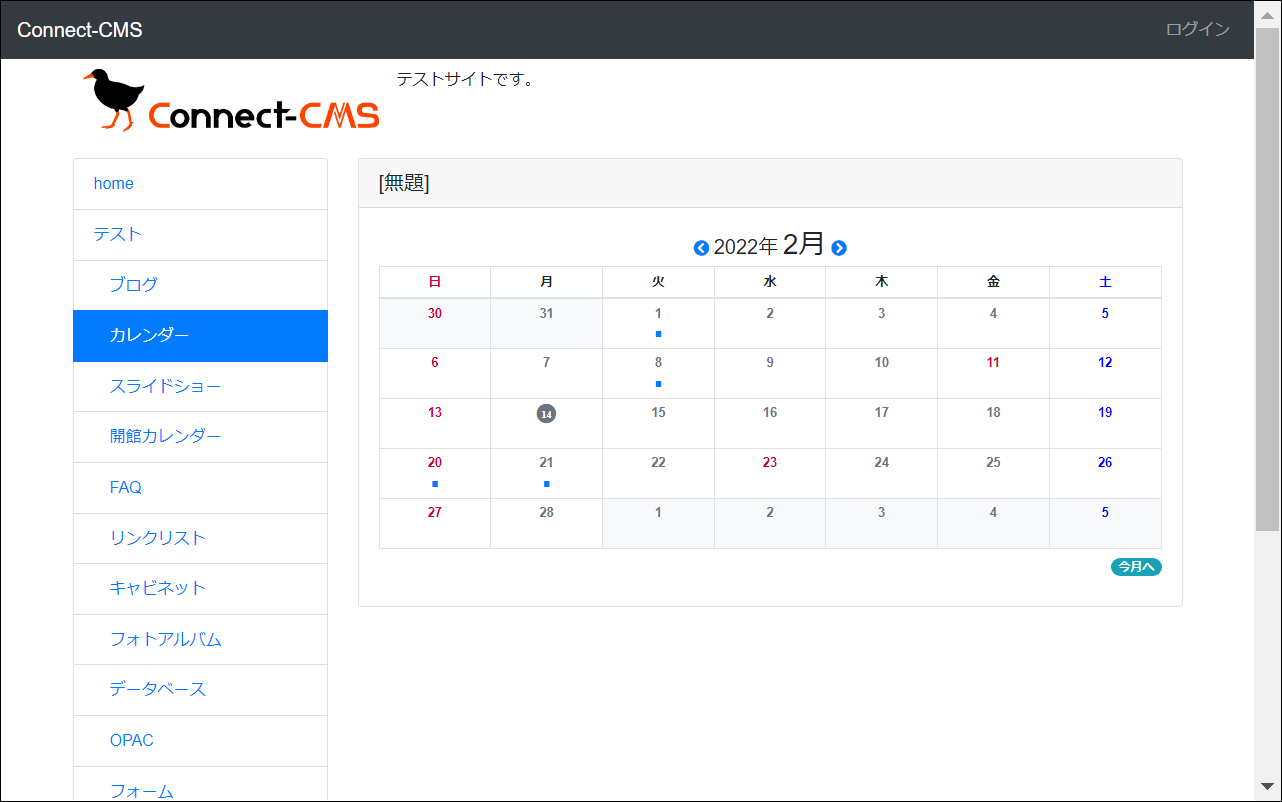 Connect-CMS
ログイン
Connect-CMS
テストサイトです。
home
テスト
ブログ
カレンダー
スライドショー
開館カレンダー
FAQ
リンクリスト
キャビネット
フォトアルバム
データベース
OPAC
フォーム
[無題]
2022年 2月
日 月 火 水 木 金 土
30 31 1 2 3 4 5
6 7 8 9 10 11 12
13 14 15 16 17 18 19
20 21 22 23 24 25 26
27 28 1 2 3 4 5
今月へ